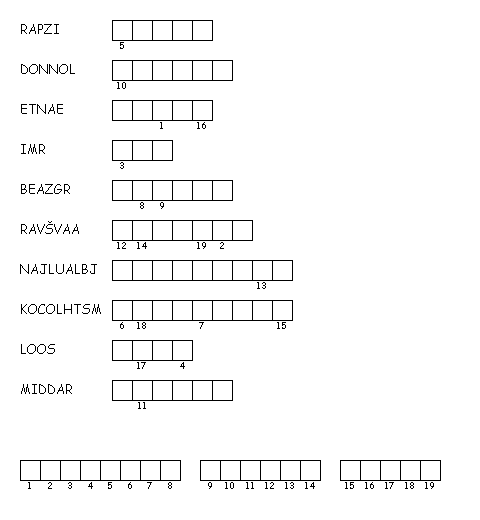 RAPZI
5
DONNOL
10
ETNAE
1 16
IMR
3
BEAZGR
8 9
RAVŠVAA
12 14 19 2
NAJLUALBJ
13
KOCOLHTSM
6 18 7 15
LOOS
17 4
MIDDAR
11
1 2 3 4 5 6 7 8 9 10 11 12 13 14 15 16 17 18 19